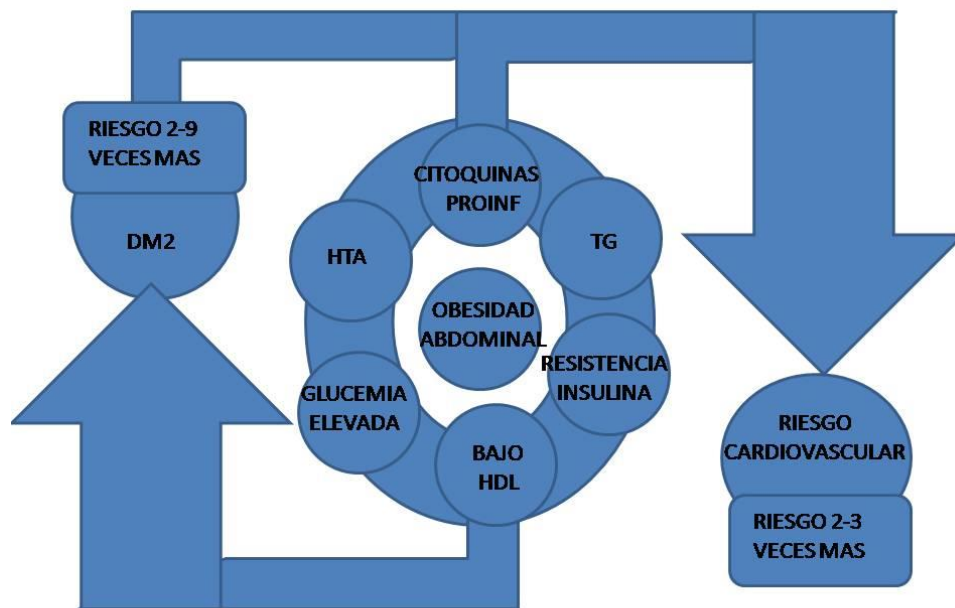 RIESGO 2-9
VECES MAS
DM2
CITOQUINAS
PROINF
HTA
TG
OBESIDAD
ABDOMINAL
GLUCEMIA
ELEVADA
RESISTENCIA
INSULINA
BAJO
HDL
RIESGO
CARDIOVASCULAR
RIESGO 2-3
VECES MAS